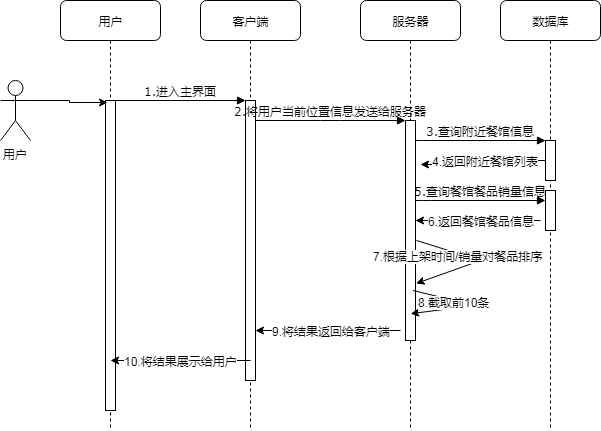 用户
客户端
服务器
数据库
用户
1.进入主界面
2.将用户当前位置信息发送给服务器
3.查询附近餐馆信息
4.返回附近餐馆列表
5.查询餐馆餐品销量信息
6.返回餐馆餐品信息
7.根据上架时间/销量对餐品排序
8.截取前10条
9.将结果返回给客户端
10.将结果展示给用户